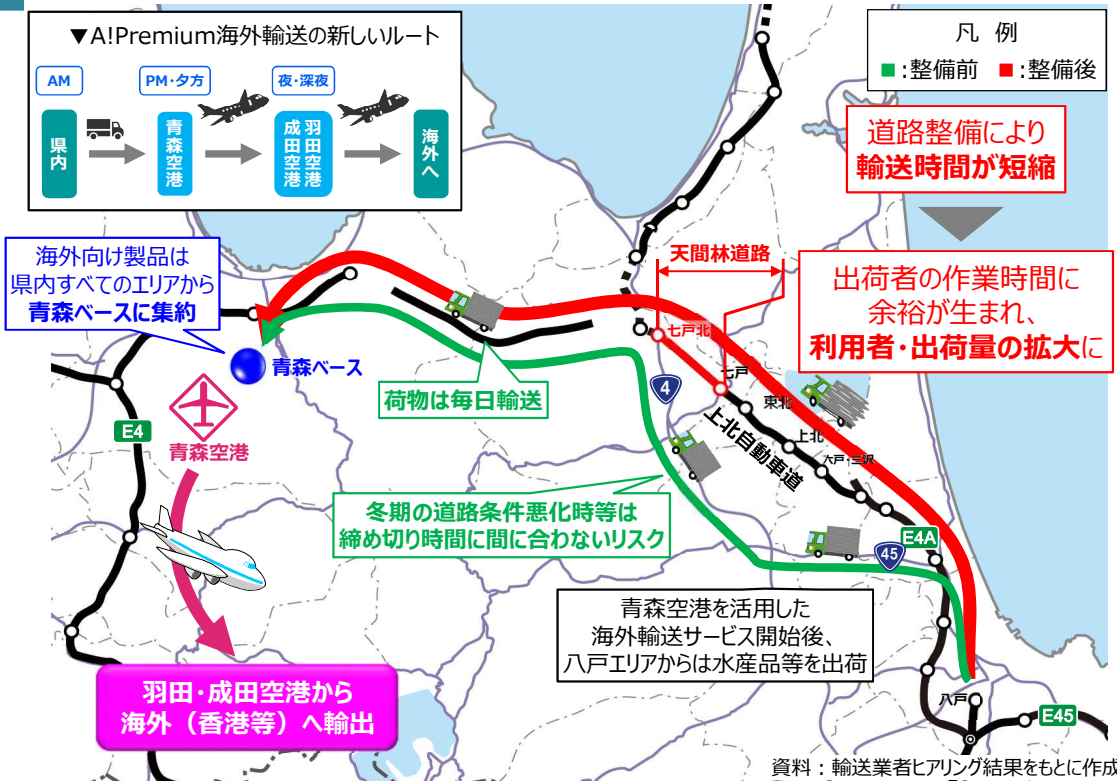 ▼A!Premium海外輸送の新しいルート
AM
PM・夕方
夜・深夜
県内
青森空港
羽田空港
成田空港
海外へ
凡 例
■:整備前 ■:整備後
道路整備により
輸送時間が短縮
海外向け製品は
県内すべてのエリアから
青森ベースに集約
天間林道路
出荷者の作業時間に
余裕が生まれ、
利用者・出荷量の拡大に
七戸北
青森ベース
荷物は毎日輸送
4
七戸
東北
上北
六戸・三沢
上北自動車道
E4
青森空港
冬期の道路条件悪化時等は
締め切り時間に間に合わないリスク
E4A
45
青森空港を活用した
海外輸送サービス開始後、
八戸エリアからは水産品等を出荷
羽田・成田空港から
海外（香港等）へ輸出
八戸
E45
資料：輸送業者ヒアリング結果をもとに作成